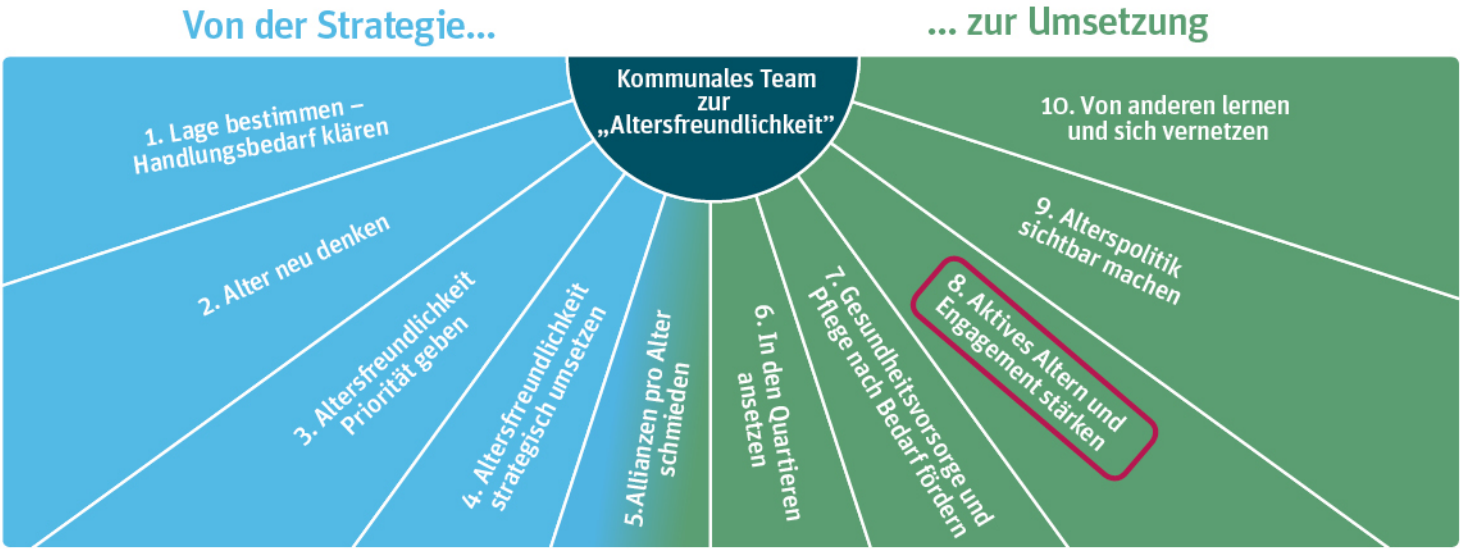 Von der Strategie...
... zur Umsetzung
Kommunales Team
zur
„Altersfreundlichkeit”
1. Lage bestimmen –
Handlungsbedarf klären
2. Alter neu denken
3. Altersfreundlichkeit
Priorität geben
4. Altersfreundlichkeit
strategisch umsetzen
5.Allianzen pro Alter
schmieden
6. In den Quartieren
ansetzen
7. Gesundheitsvorsorge und
Pflege nach Bedarf fördern
8. Aktives Altern und
Engagement stärken
9. Alterspolitik
sichtbar machen
10. Von anderen lernen
und sich vernetzen